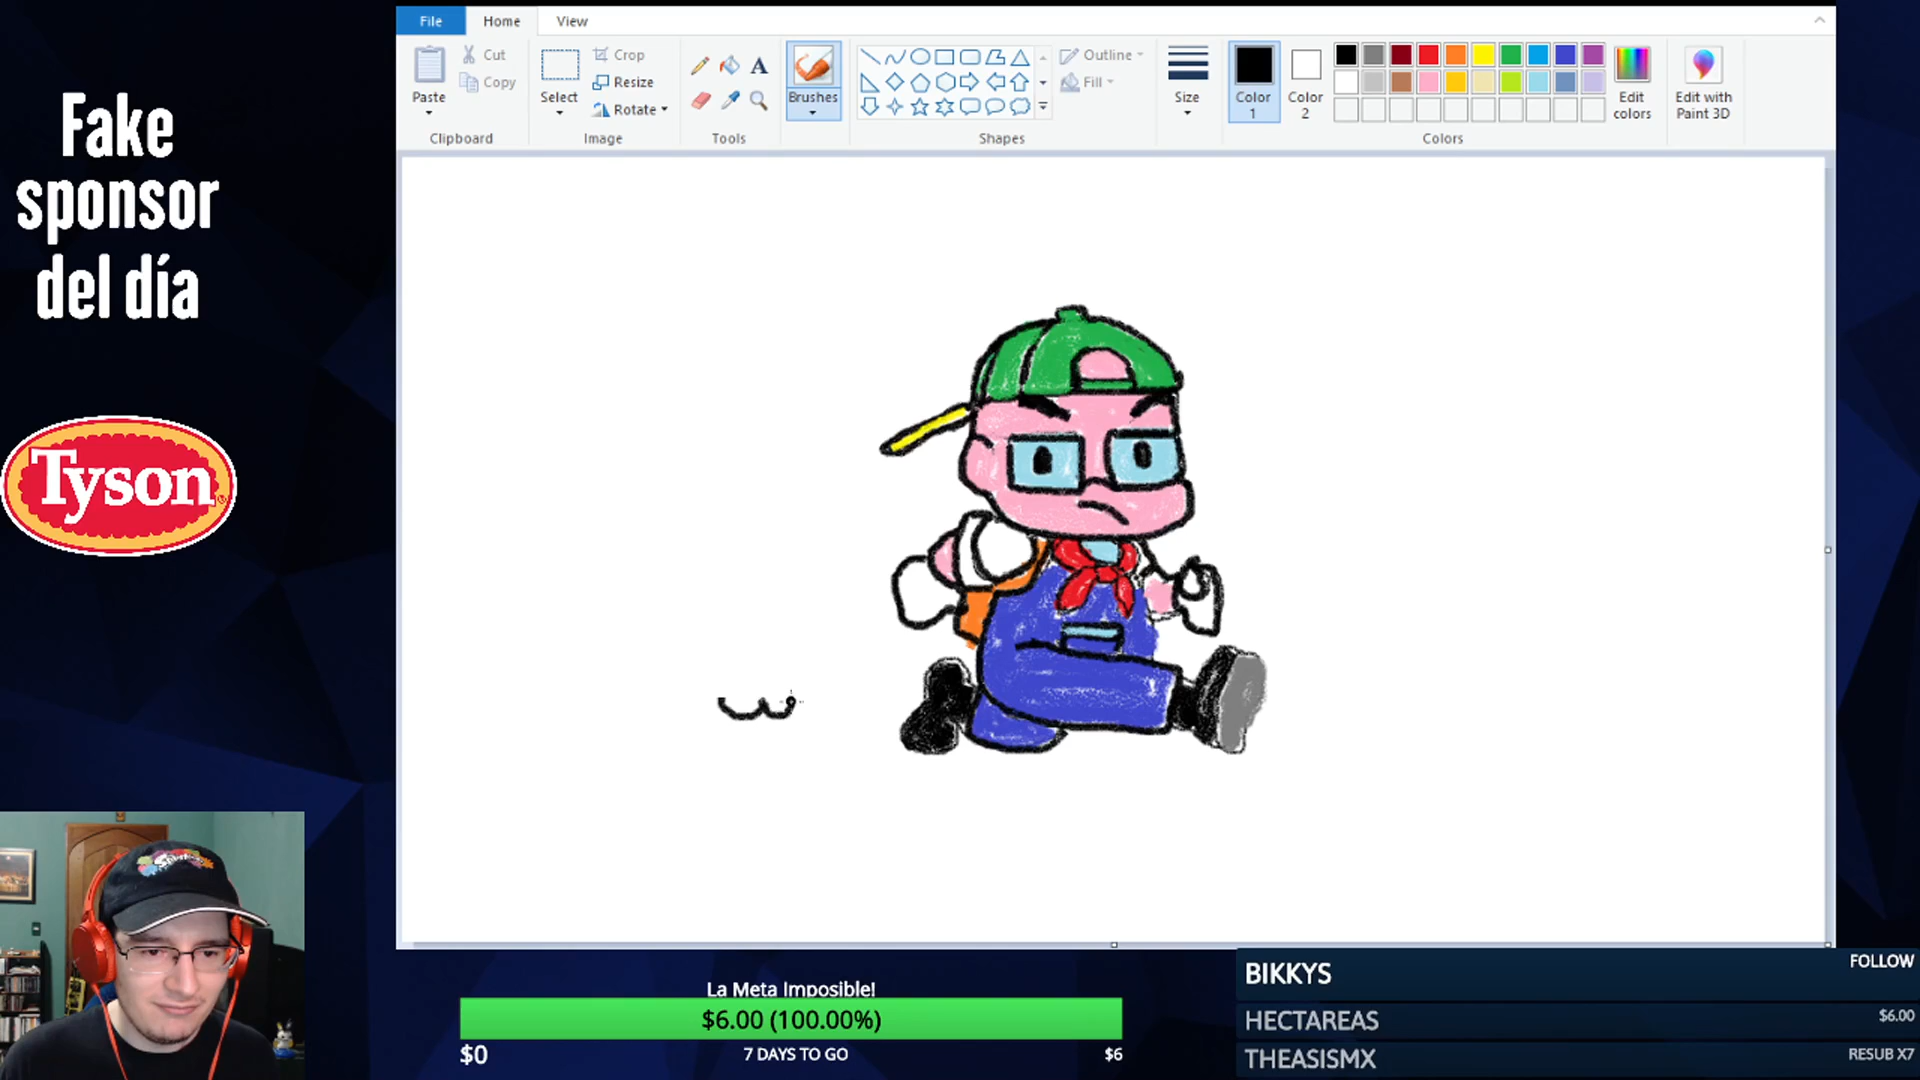 File
Home
View
Paste
Cut
Copy
Clipboard
Select
Crop
Resize
Rotate
Image
Tools
Brushes
Shapes
Outline
Fill
Size
Color
1
Color
2
Edit
colors
Colors
Edit with
Paint 3D
Fake
sponsor
del día
Tyson®
La Meta Imposible!
$6.00 (100.00%)
$0
7 DAYS TO GO
$6
BIKKYS
FOLLOW
HECTAREAS
$6.00
THEASISMX
RESUB X7